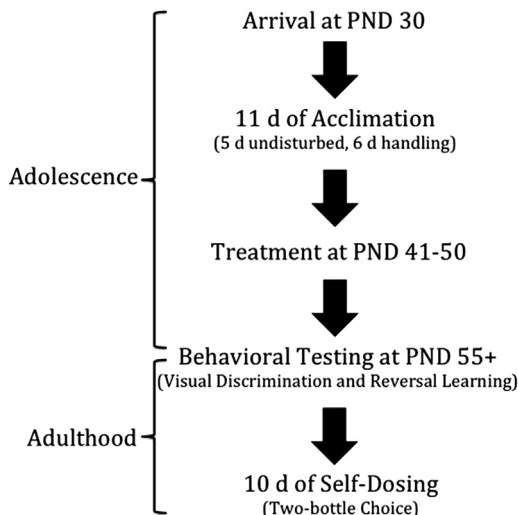 Arrival at PND 30
11 d of Acclimation
(5 d undisturbed, 6 d handling)
Adolescence
Treatment at PND 41-50
Behavioral Testing at PND 55+
(Visual Discrimination and Reversal Learning)
Adulthood
10 d of Self-Dosing
(Two-bottle Choice)